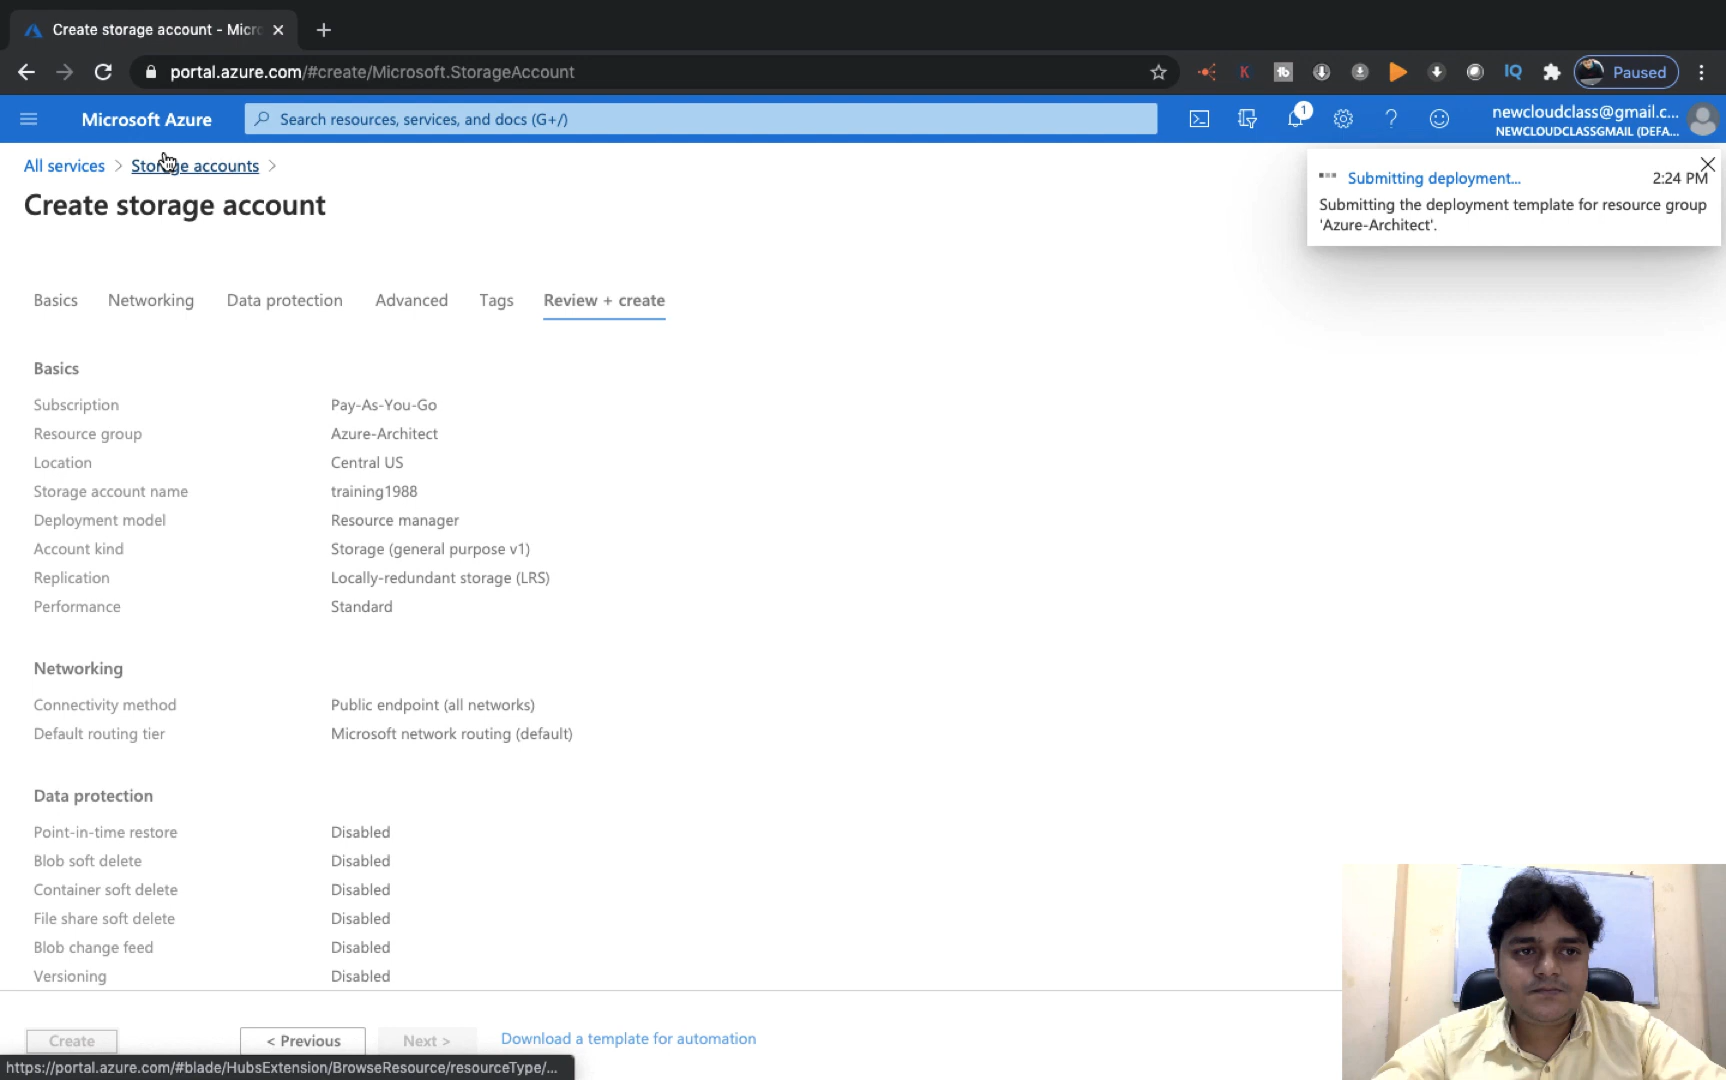 Create storage account - Micr
portal.azure.com/#create/Microsoft.StorageAccount
K
tb
IQ
Paused
Microsoft Azure
Search resources, services, and docs (G+/)
1
newcloudclass@gmail.c...
NEWCLOUDCLASSGMAIL (DEFA...
All services > Storage accounts >
Create storage account
Submitting deployment...
2:24 PM
Submitting the deployment template for resource group
'Azure-Architect'.
Basics Networking Data protection Advanced Tags Review + create
Basics
Subscription Pay-As-You-Go
Resource group Azure-Architect
Location Central US
Storage account name training1988
Deployment model Resource manager
Account kind Storage (general purpose v1)
Replication Locally-redundant storage (LRS)
Performance Standard
Networking
Connectivity method Public endpoint (all networks)
Default routing tier Microsoft network routing (default)
Data protection
Point-in-time restore Disabled
Blob soft delete Disabled
Container soft delete Disabled
File share soft delete Disabled
Blob change feed Disabled
Versioning Disabled
Create < Previous Next > Download a template for automation
https://portal.azure.com/#blade/HubsExtension/BrowseResource/resourceType/...